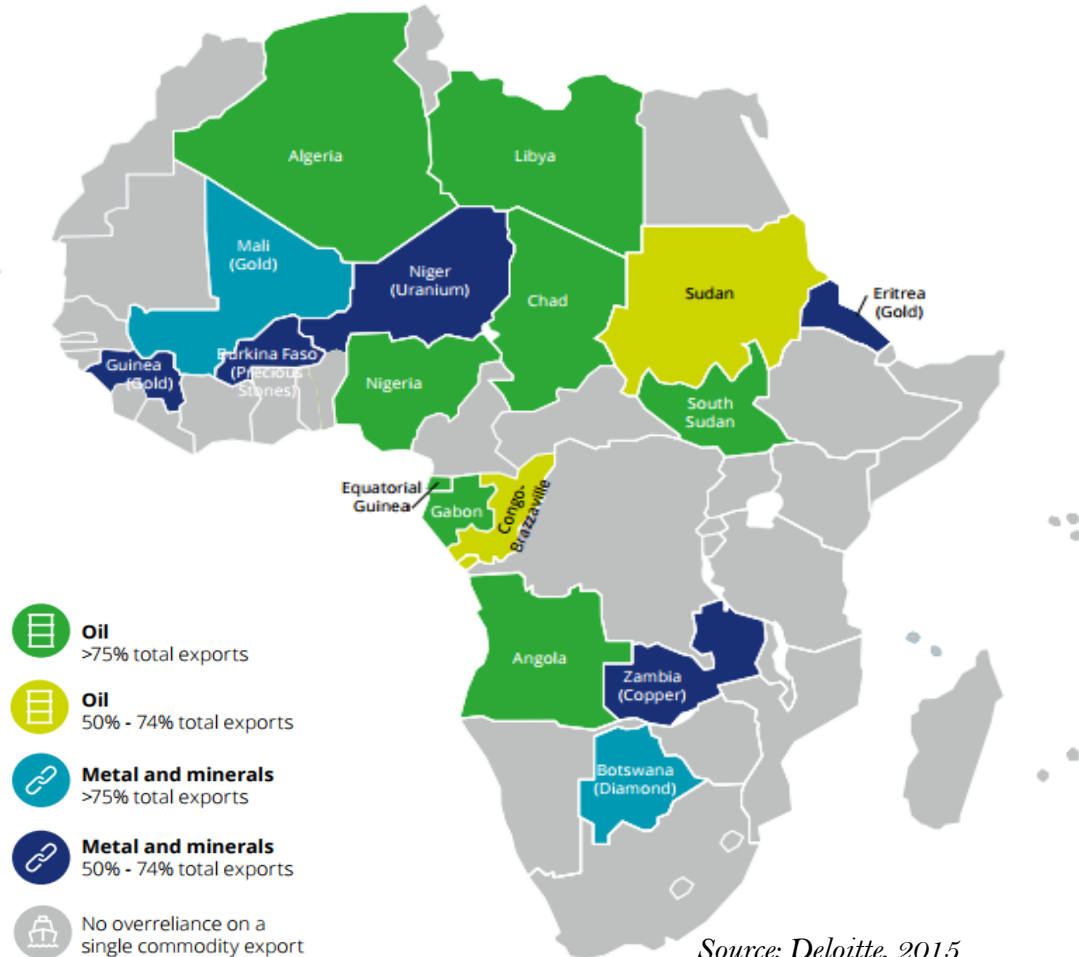 Algeria
Libya
Mali
(Gold)
Niger
(Uranium)
Chad
Sudan
Eritrea
(Gold)
Guinea
(Gold)
Burkina Faso
(Precious
Stones)
Nigeria
South
Sudan
Equatorial
Guinea
Gabon
Congo-
Brazzaville
Angola
Zambia
(Copper)
Botswana
(Diamond)
Oil
>75% total exports
Oil
50% - 74% total exports
Metal and minerals
>75% total exports
Metal and minerals
50% - 74% total exports
No overreliance on a
single commodity export
Source: Deloitte, 2015